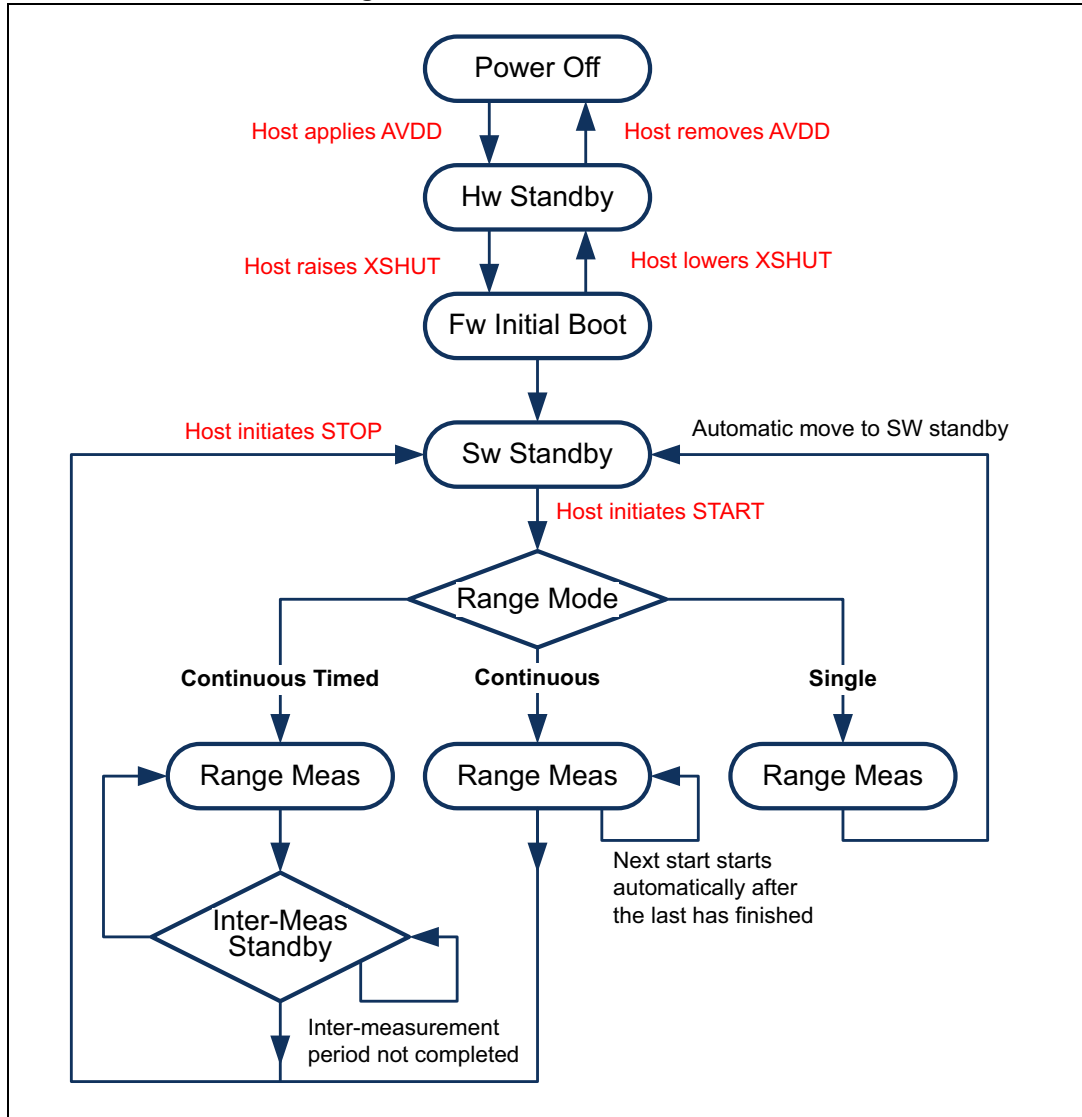 Power Off
Host applies AVDD
Host removes AVDD
Hw Standby
Host raises XSHUT
Host lowers XSHUT
Fw Initial Boot
Host initiates STOP
Automatic move to SW standby
Sw Standby
Host initiates START
Range Mode
Continuous Timed
Continuous
Single
Range Meas
Range Meas
Range Meas
Next start starts
automatically after
the last has finished
Inter-Meas
Standby
Inter-measurement
period not completed